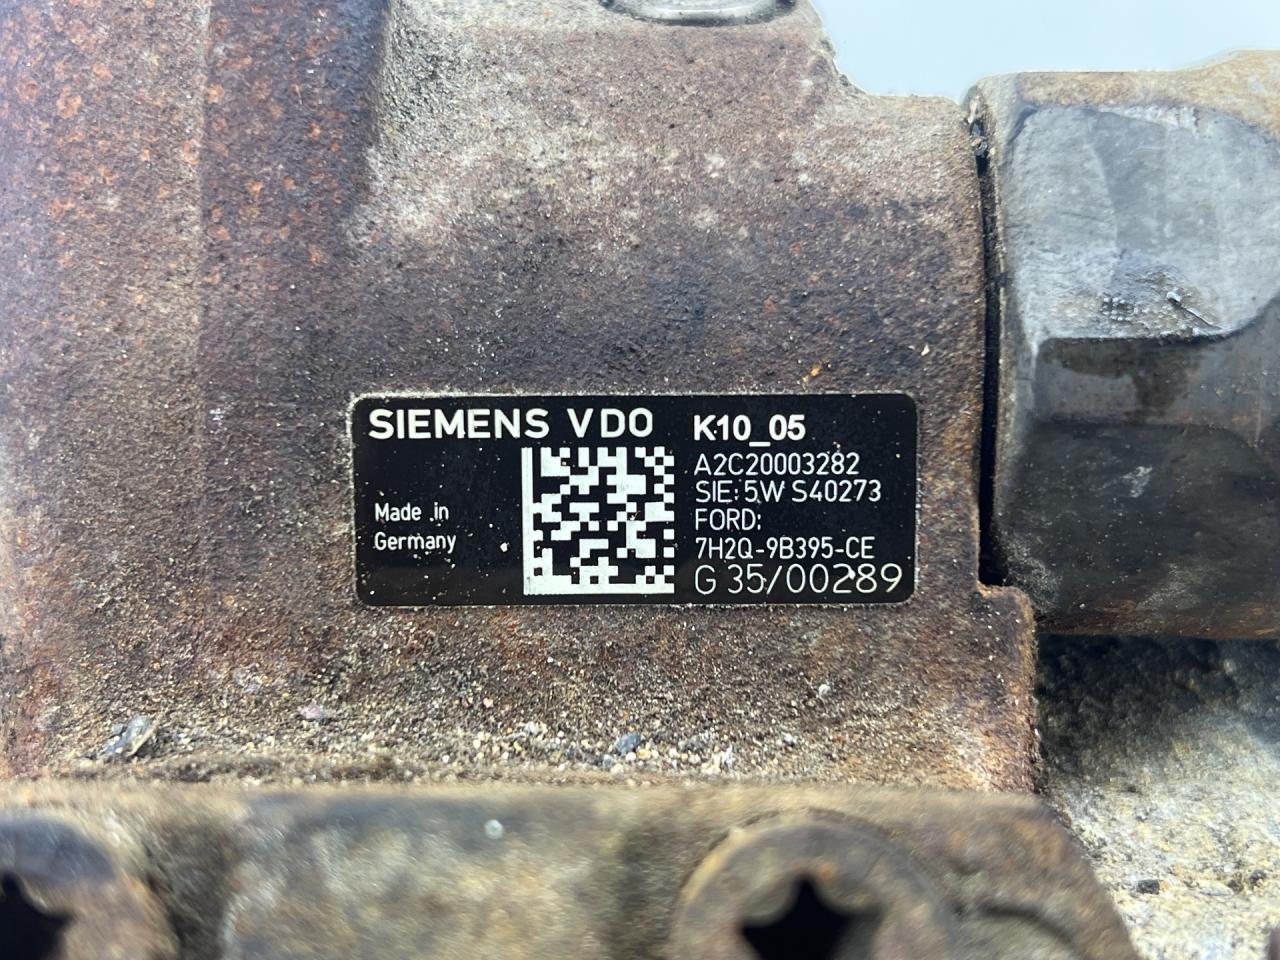 SIEMENS VDO
K10_05
A2C20003282
SIE: 5W S40273
FORD:
7H2Q-9B395-CE
G 35/00289
Made in
Germany